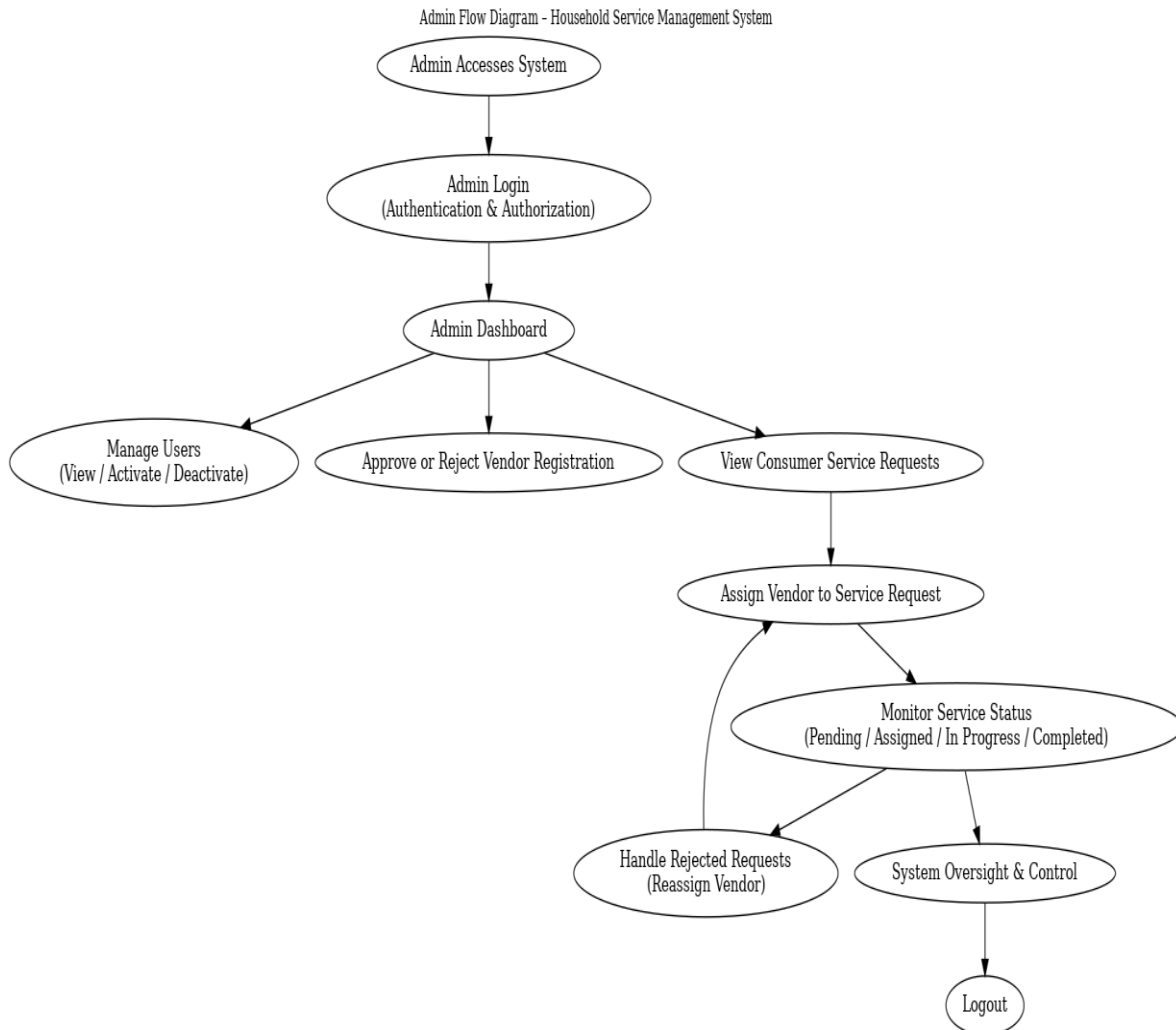 Admin Flow Diagram – Household Service Management System
Admin Accesses System
Admin Login
(Authentication & Authorization)
Admin Dashboard
Manage Users
(View / Activate / Deactivate)
Approve or Reject Vendor Registration
View Consumer Service Requests
Assign Vendor to Service Request
Monitor Service Status
(Pending / Assigned / In Progress / Completed)
Handle Rejected Requests
(Reassign Vendor)
System Oversight & Control
Logout